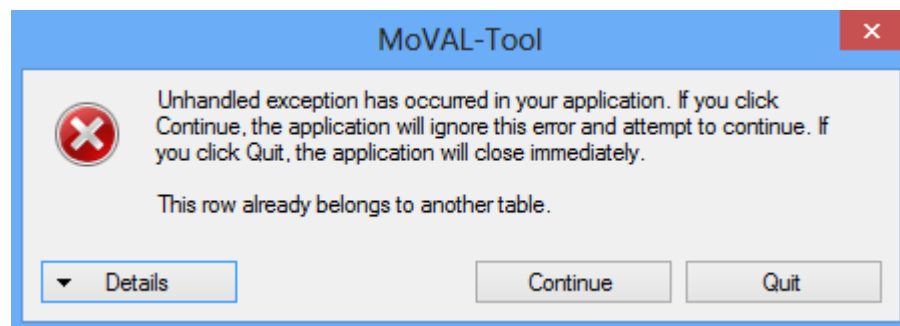 MoVAL-Tool
Unhandled exception has occurred in your application. If you click
Continue, the application will ignore this error and attempt to continue. If
you click Quit, the application will close immediately.
This row already belongs to another table.
Details
Continue
Quit